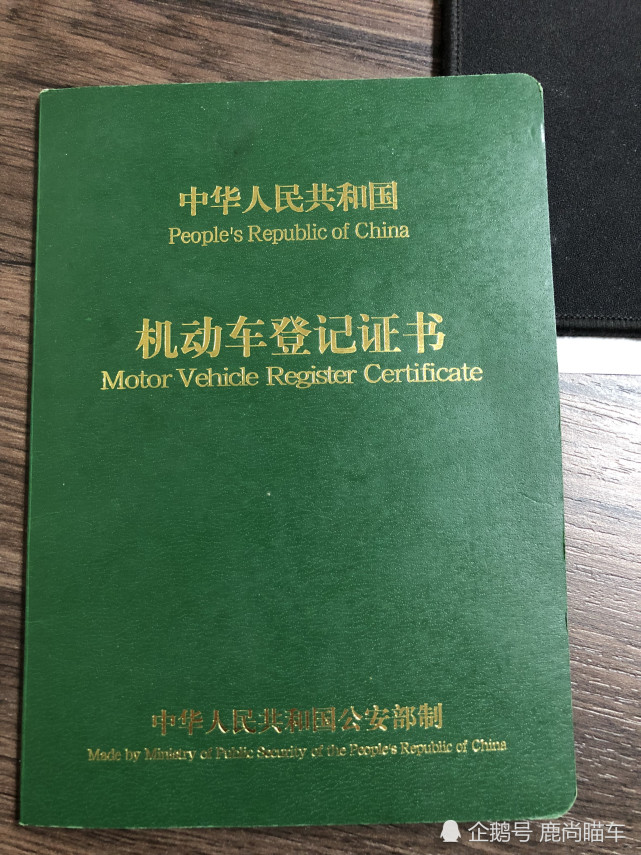 中华人民共和国
People's Republic of China
机动车登记证书
Motor Vehicle Register Certificate
中华人民共和国公安部制
Made by Ministry of Public Security of the People's Republic of China
企鹅号 鹿尚瞄车